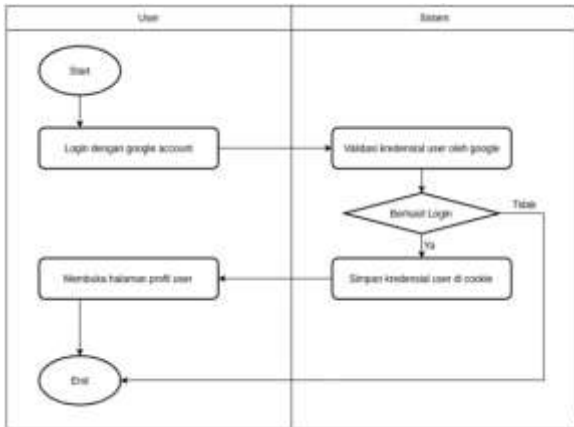 User
Sistem
Start
Login dengan google account
Validasi kredensial user oleh google
Berhasil Login
Tidak
Ya
Simpan kredensial user di cookie
Membuka halaman profil user
End